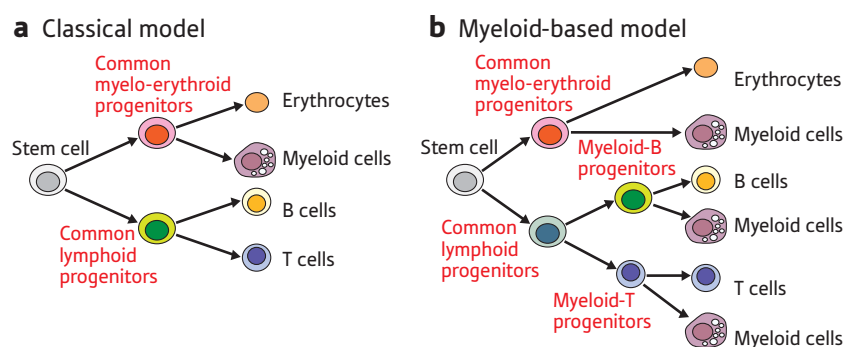 a Classical model
Common
myelo-erythroid
progenitors
Erythrocytes
Stem cell
Myeloid cells
B cells
Common
lymphoid
progenitors
T cells
b Myeloid-based model
Common
myelo-erythroid
progenitors
Erythrocytes
Myeloid cells
Stem cell
Myeloid-B
progenitors
B cells
Myeloid cells
Common
lymphoid
progenitors
T cells
Myeloid-T
progenitors
Myeloid cells